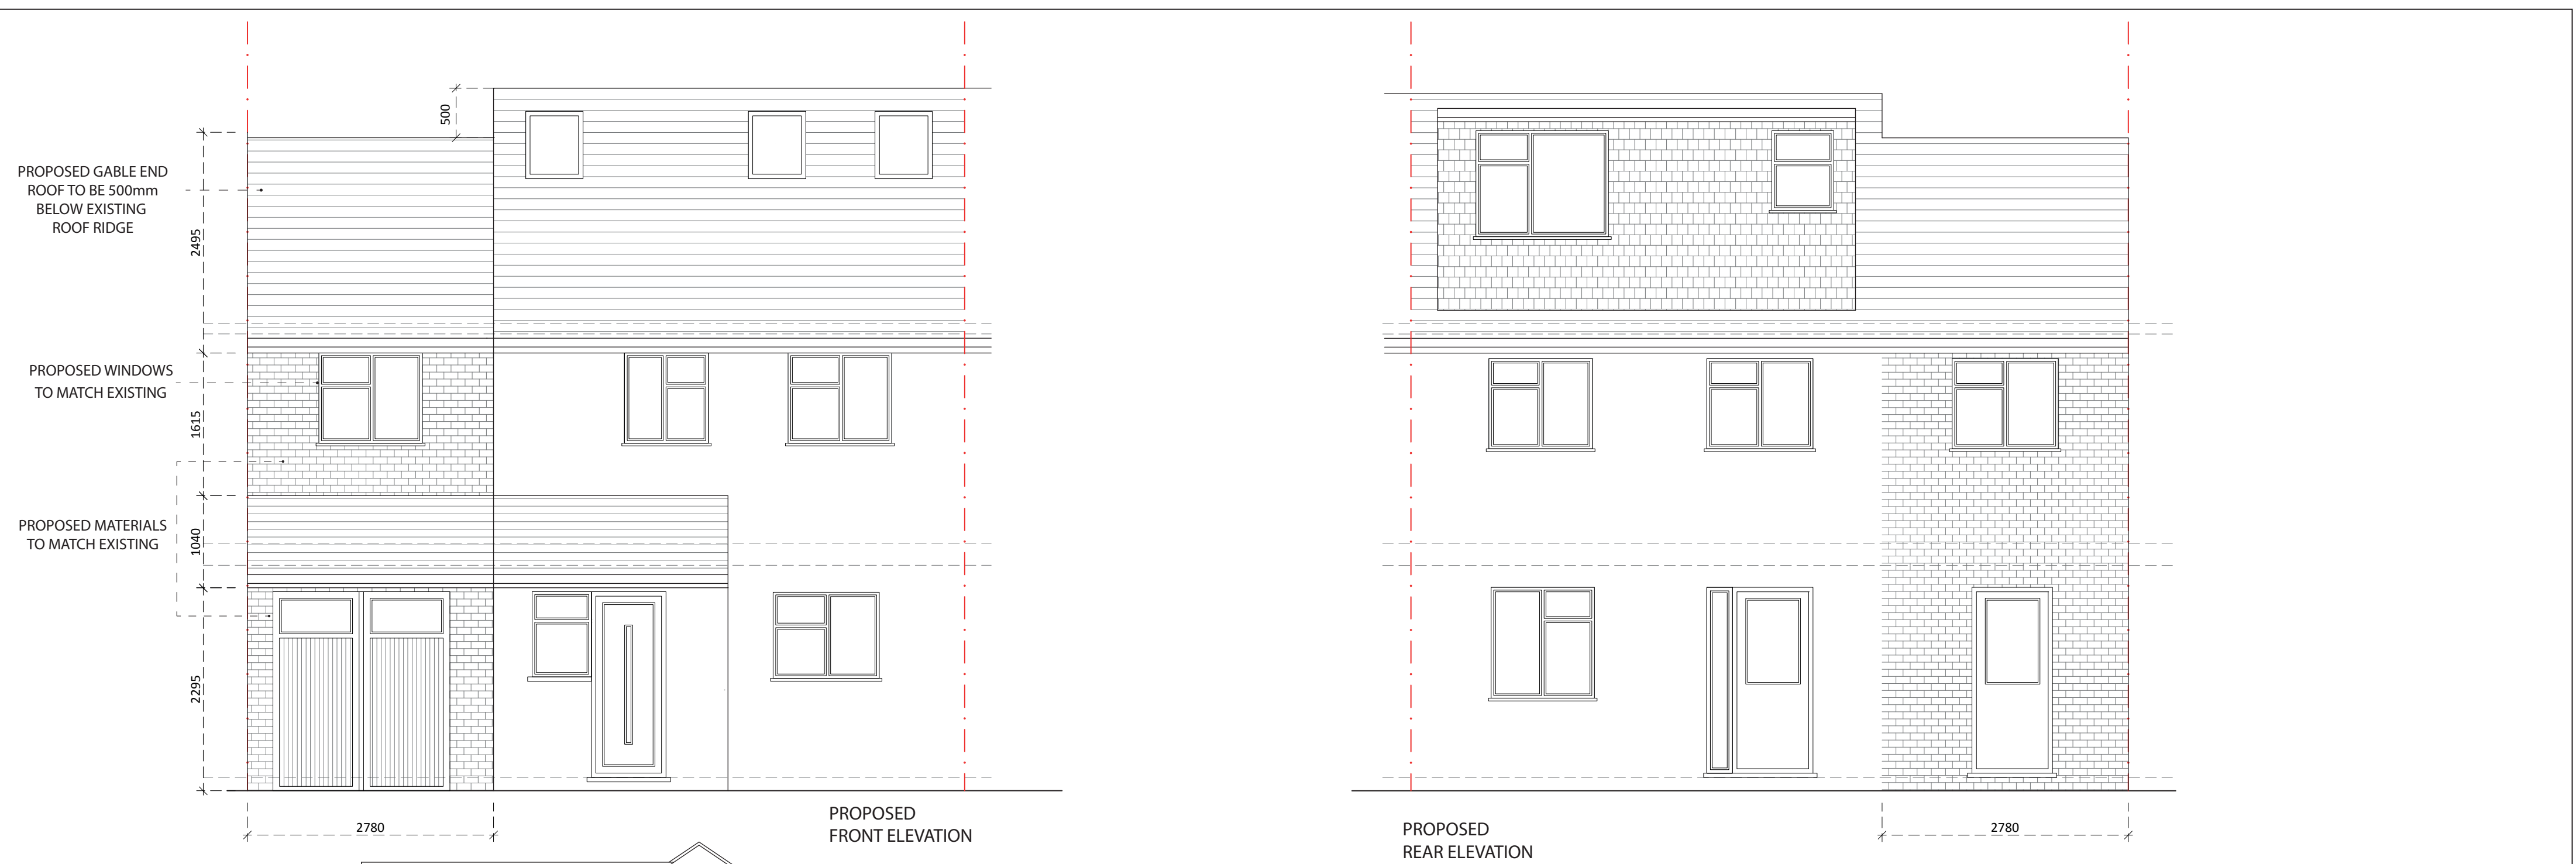 500
PROPOSED GABLE END
ROOF TO BE 500mm
BELOW EXISTING
ROOF RIDGE
2495
PROPOSED WINDOWS
TO MATCH EXISTING
1615
PROPOSED MATERIALS
TO MATCH EXISTING
1040
2295
2780
PROPOSED
FRONT ELEVATION
PROPOSED
REAR ELEVATION
2780